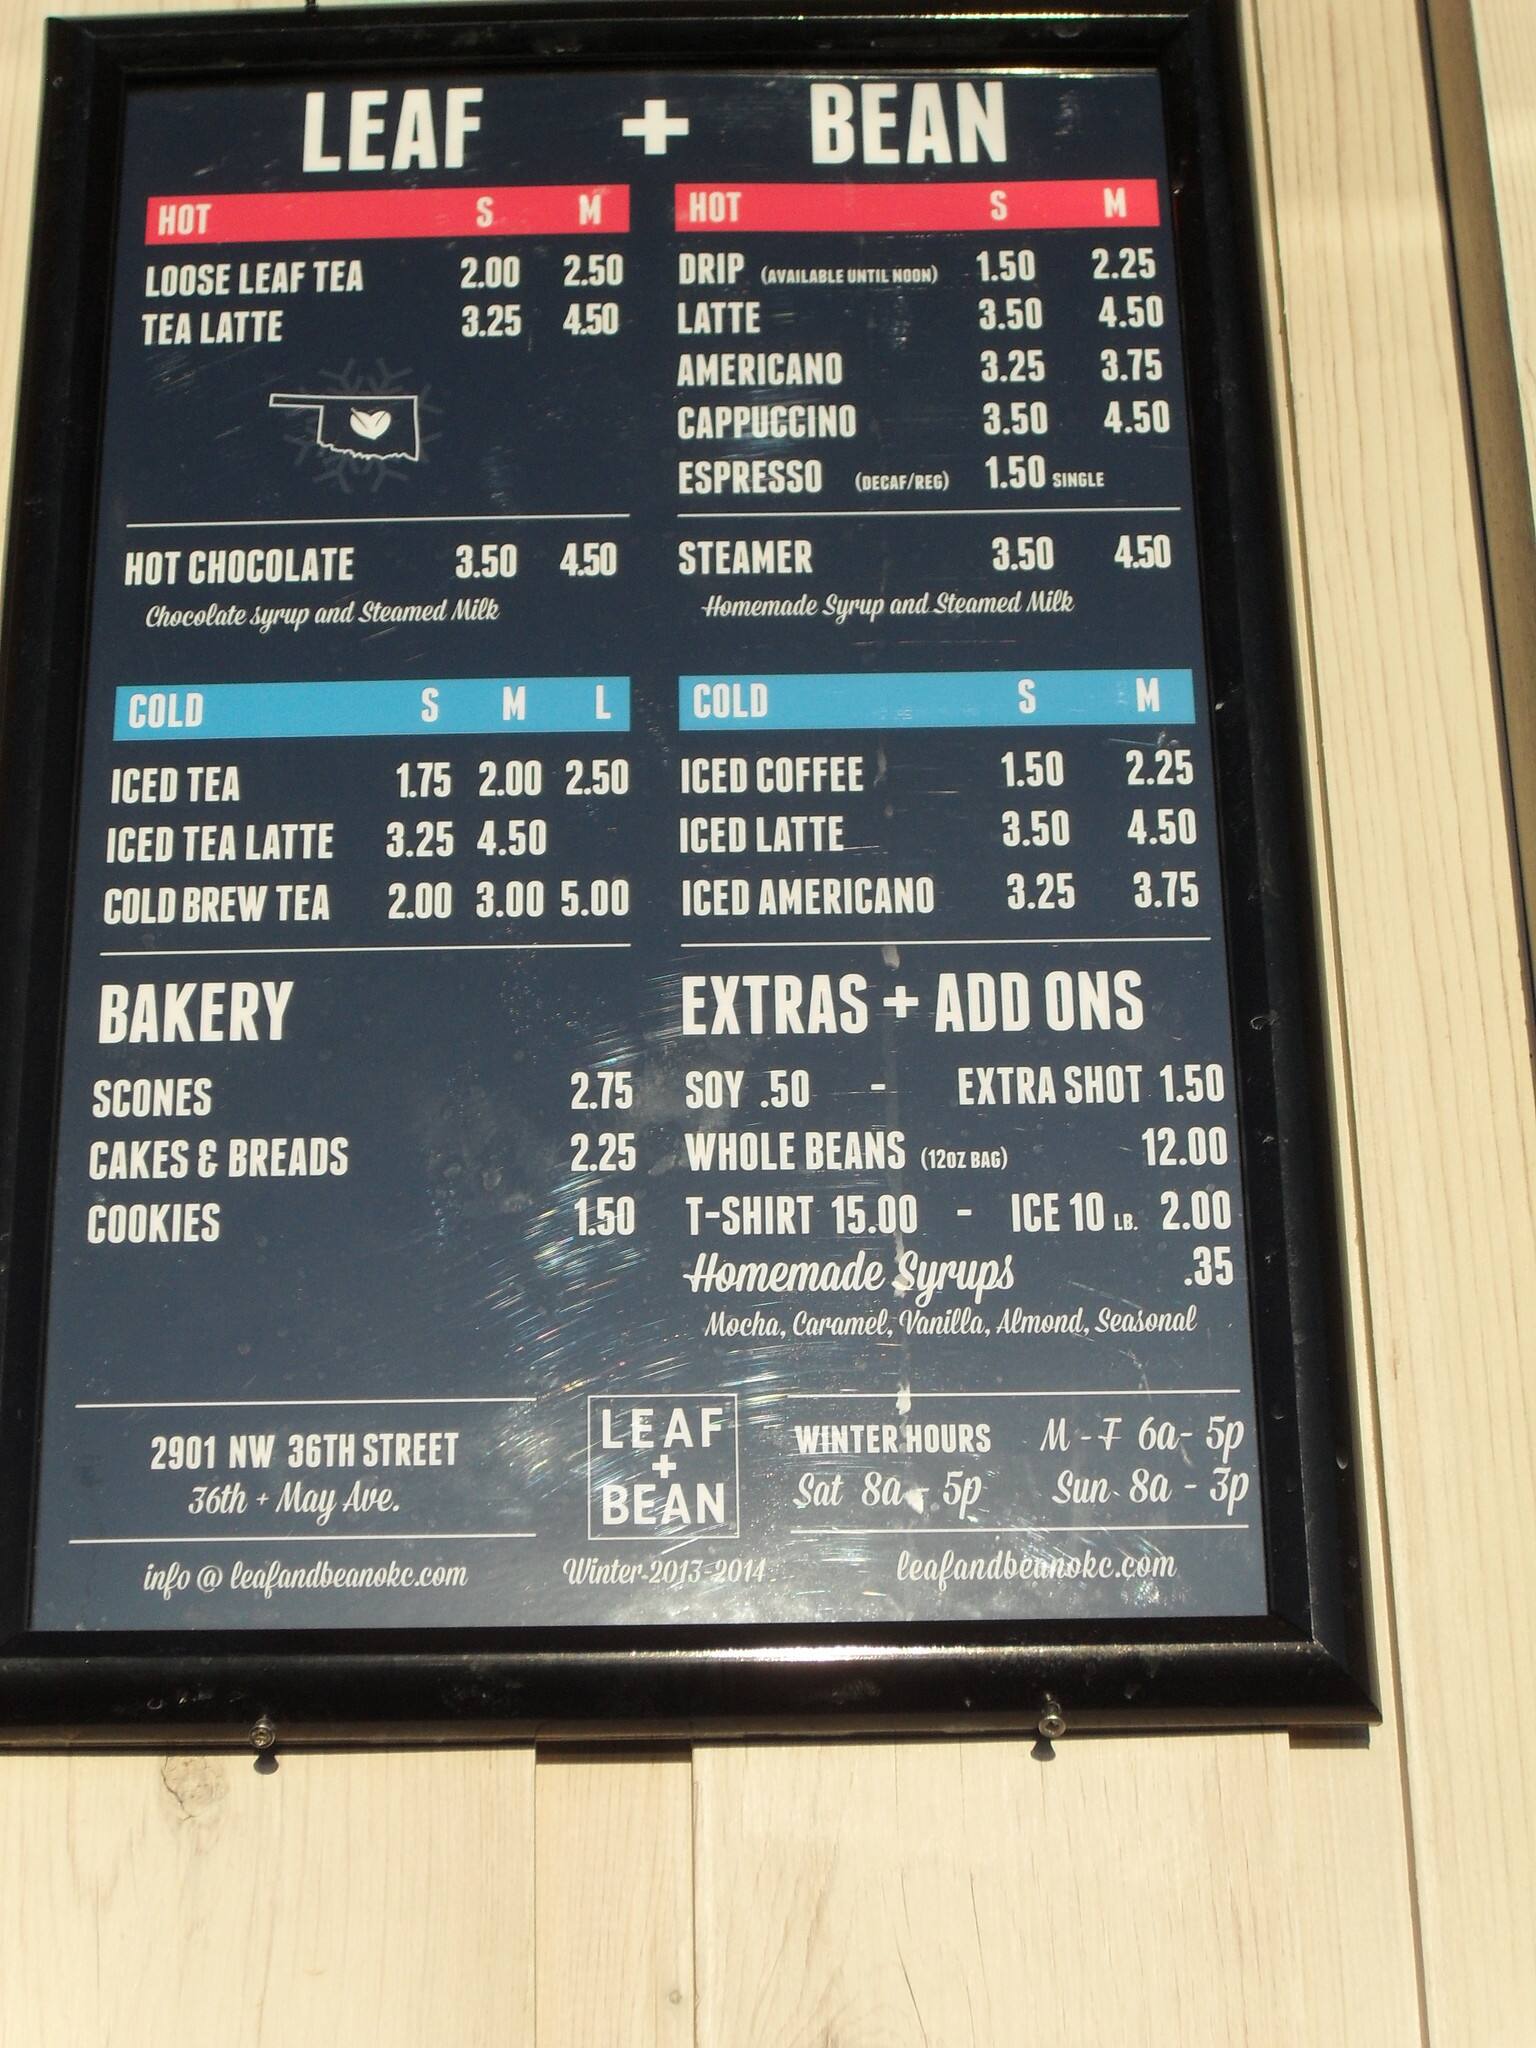 LEAF + BEAN
HOT S M
LOOSE LEAF TEA 2.00 2.50
TEA LATTE 3.25 4.50
HOT CHOCOLATE 3.50 4.50
Chocolate syrup and Steamed Milk
HOT S M
DRIP (AVAILABLE UNTIL NOON) 1.50 2.25
LATTE 3.50 4.50
AMERICANO 3.25 3.75
CAPPUCCINO 3.50 4.50
ESPRESSO (DECAF/REG) 1.50 SINGLE
STEAMER 3.50 4.50
Homemade Syrup and Steamed Milk
COLD S M L
ICED TEA 1.75 2.00 2.50
ICED TEA LATTE 3.25 4.50
COLD BREW TEA 2.00 3.00 5.00
COLD S M
ICED COFFEE 1.50 2.25
ICED LATTE 3.50 4.50
ICED AMERICANO 3.25 3.75
BAKERY
SCONES 2.75
CAKES & BREADS 2.25
COOKIES 1.50
EXTRAS + ADD ONS
SOY .50 - EXTRA SHOT 1.50
WHOLE BEANS (12OZ BAG) 12.00
T-SHIRT 15.00 - ICE 10 LB. 2.00
Homemade Syrups .35
Mocha, Caramel, Vanilla, Almond, Seasonal
2901 NW 36TH STREET
36th + May Ave.
info @ leafandbeanokc.com
LEAF
+
BEAN
Winter 2013-2014
WINTER HOURS M - F 6a - 5p
Sat 8a - 5p Sun 8a - 3p
leafandbeanokc.com